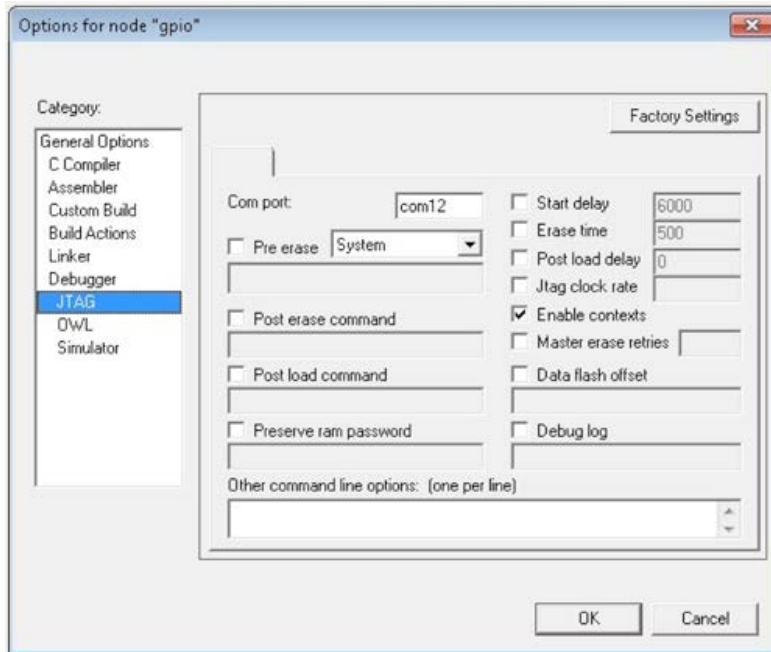 Options for node "gpio"
Category:
General Options
C Compiler
Assembler
Custom Build
Build Actions
Linker
Debugger
JTAG
OWL
Simulator
Factory Settings
Com port:
com12
Pre erase
System
Post erase command
Post load command
Preserve ram password
Start delay
6000
Erase time
500
Post load delay
0
Jtag clock rate
Enable contexts
Master erase retries
Data flash offset
Debug log
Other command line options: (one per line)
OK
Cancel